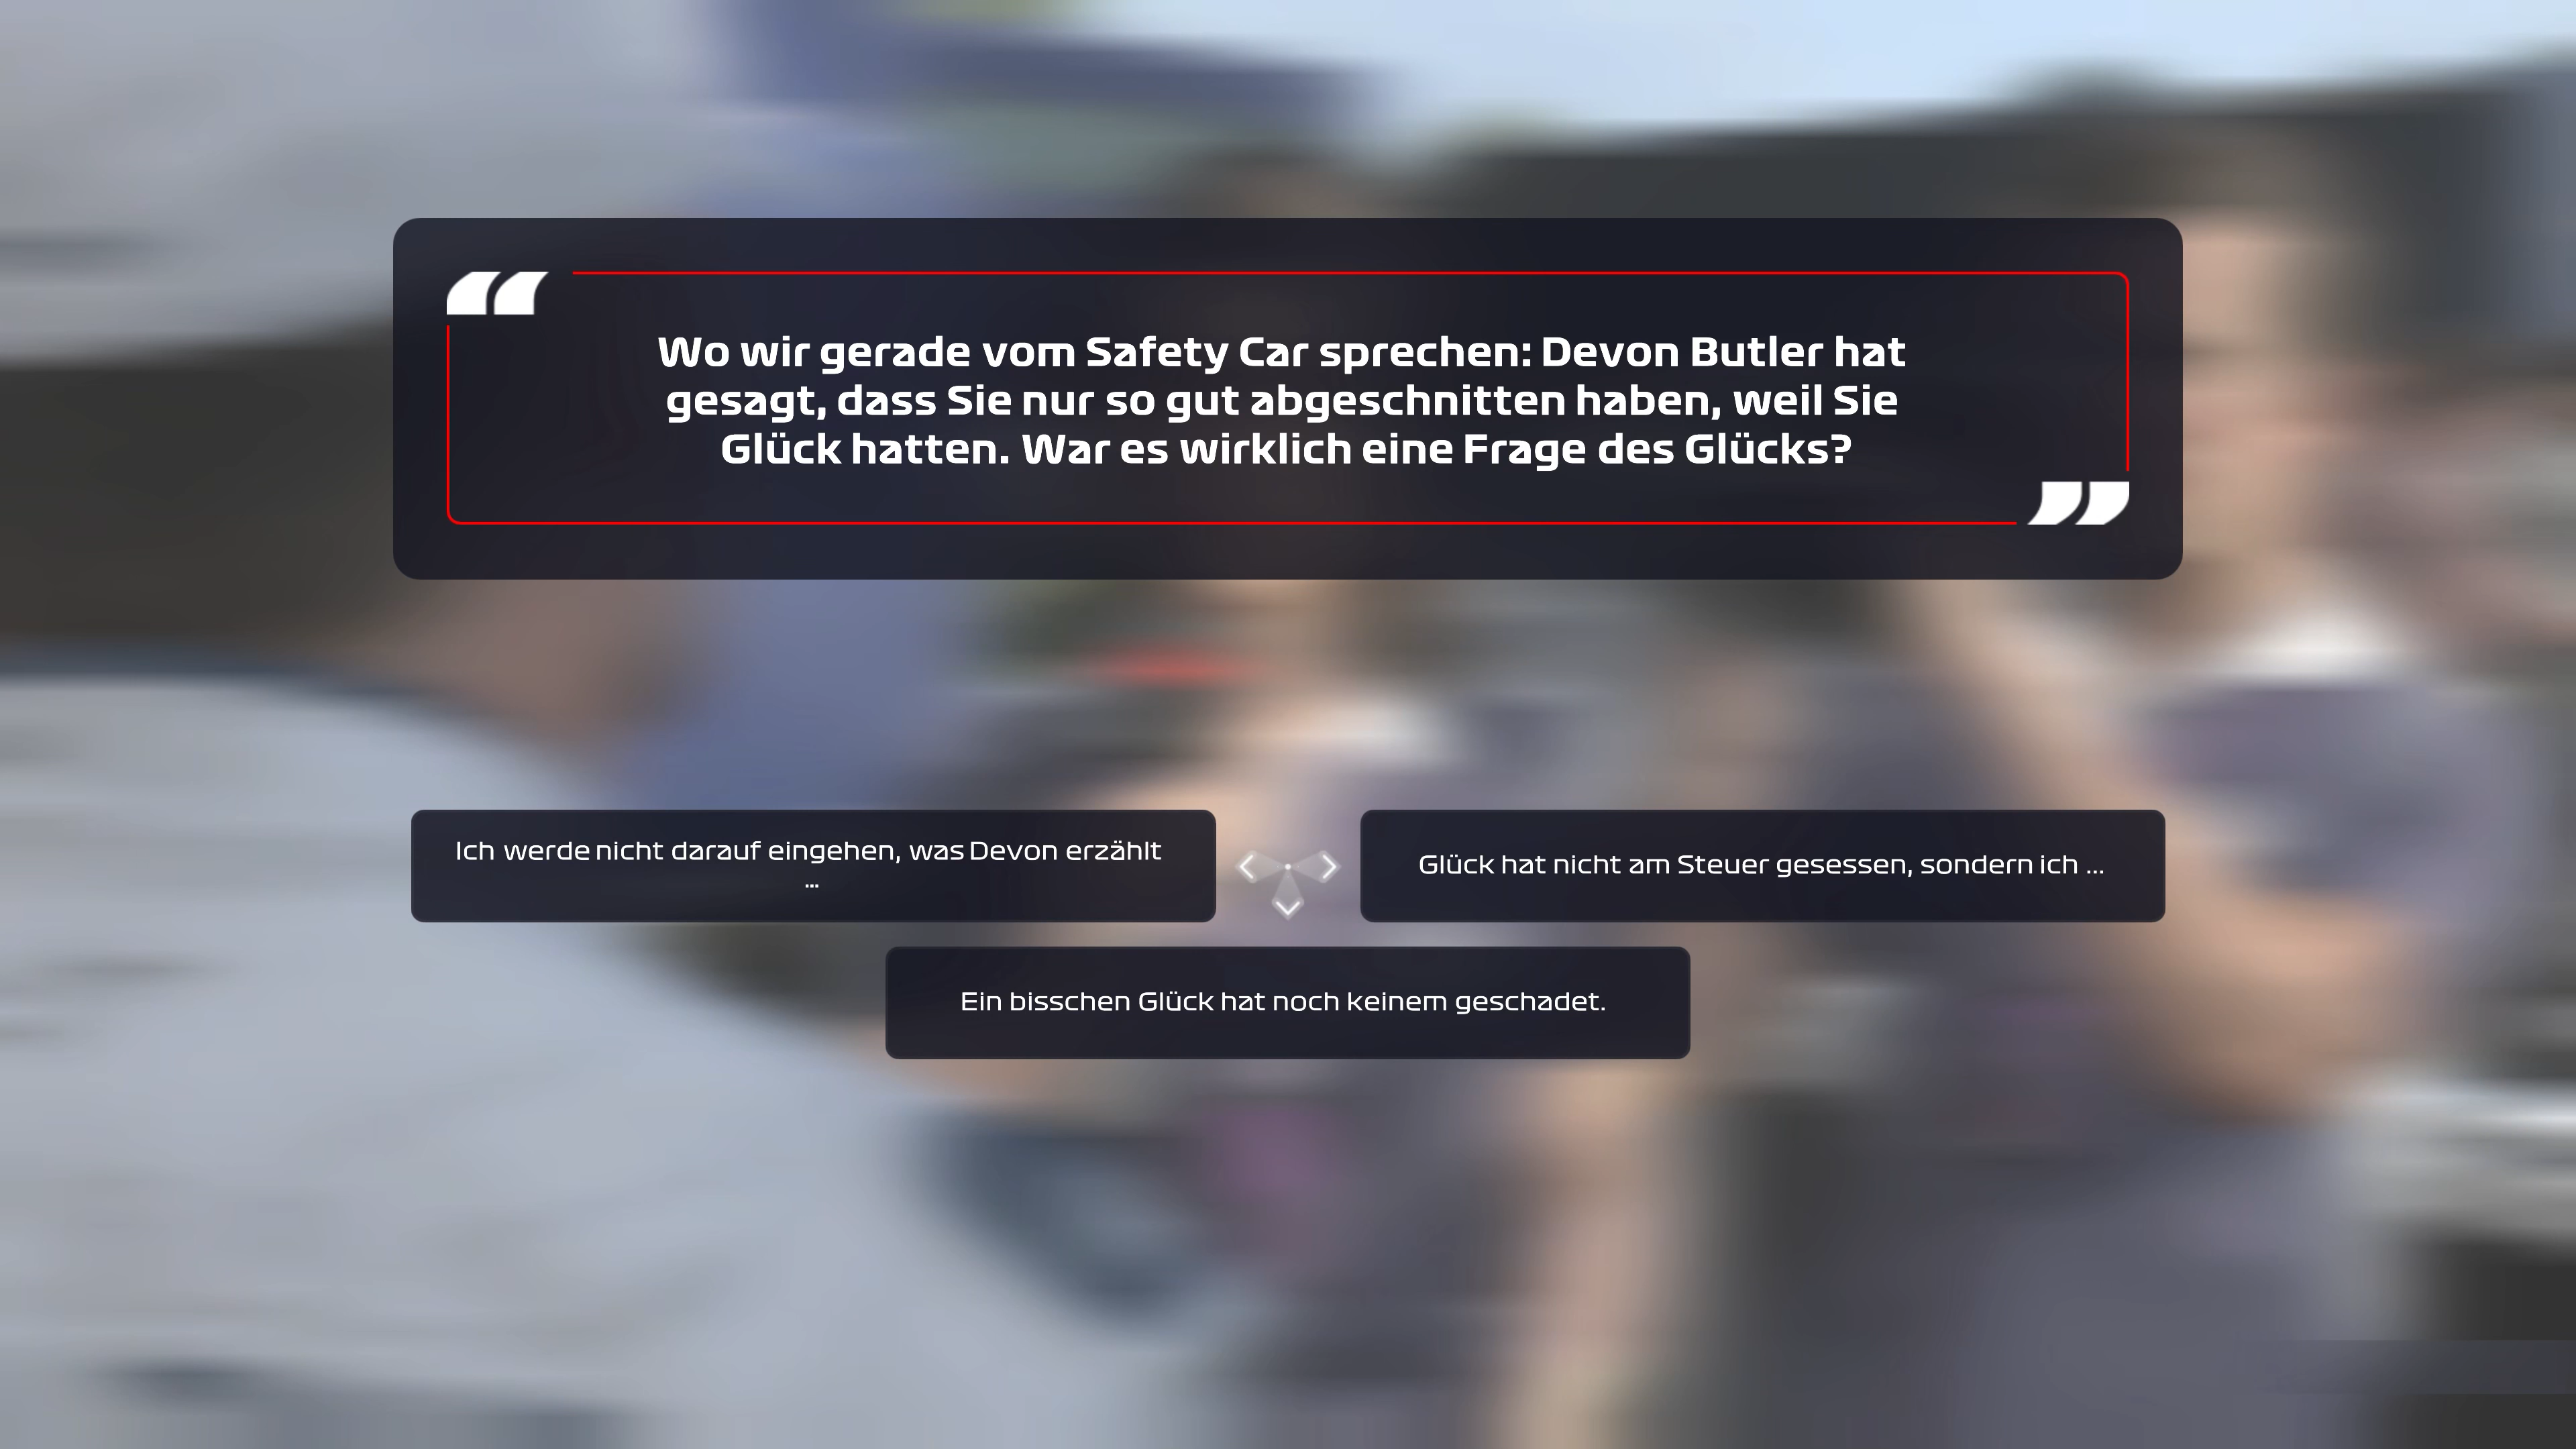 Wo wir gerade vom Safety Car sprechen: Devon Butler hat
gesagt, dass Sie nur so gut abgeschnitten haben, weil Sie
Glück hatten. War es wirklich eine Frage des Glücks?
Ich werde nicht darauf eingehen, was Devon erzählt
...
Glück hat nicht am Steuer gesessen, sondern ich ...
Ein bisschen Glück hat noch keinem geschadet.